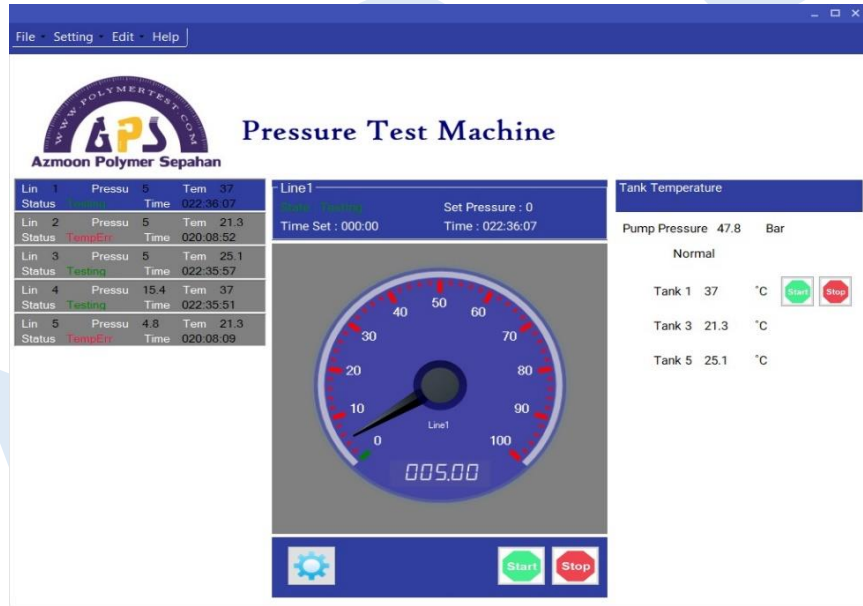 File Setting Edit Help
WWW.POLYMERTEST.COM
APS
Azmoon Polymer Sepahan
Pressure Test Machine
Lin 1 Pressu 5 Tem 37
Status Testing Time 022:36:07
Lin 2 Pressu 5 Tem 21.3
Status TempErr Time 020:08:52
Lin 3 Pressu 5 Tem 25.1
Status Testing Time 022:35:57
Lin 4 Pressu 15.4 Tem 37
Status Testing Time 022:35:51
Lin 5 Pressu 4.8 Tem 21.3
Status TempErr Time 020:08:09
Line1
State : Testing Set Pressure : 0
Time Set : 000:00 Time : 022:36:07
0 10 20 30 40 50 60 70 80 90 100
Line1
005.00
Start Stop
Tank Temperature
Pump Pressure 47.8 Bar
Normal
Tank 1 37 °C Start Stop
Tank 3 21.3 °C
Tank 5 25.1 °C